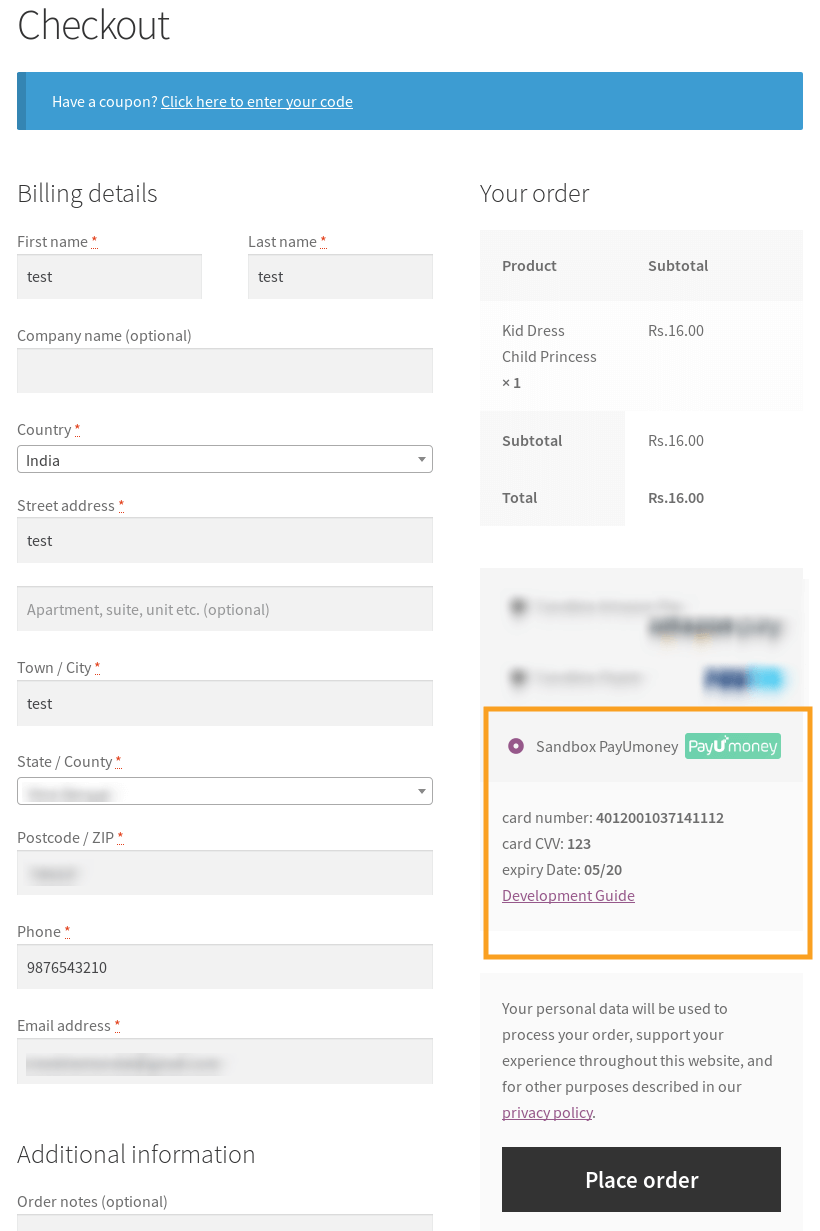 Checkout
Have a coupon? Click here to enter your code
Billing details
First name *
Last name *
test
test
Company name (optional)
Country *
India
Street address *
test
Apartment, suite, unit etc. (optional)
Town / City *
test
State / County *
Postcode / ZIP *
Phone *
9876543210
Email address *
Additional information
Order notes (optional)
Your order
Product Subtotal
Kid Dress Rs.16.00
Child Princess
× 1
Subtotal Rs.16.00
Total Rs.16.00
Sandbox PayUmoney PayUmoney
card number: 4012001037141112
card CVV: 123
expiry Date: 05/20
Development Guide
Your personal data will be used to
process your order, support your
experience throughout this website, and
for other purposes described in our
privacy policy.
Place order